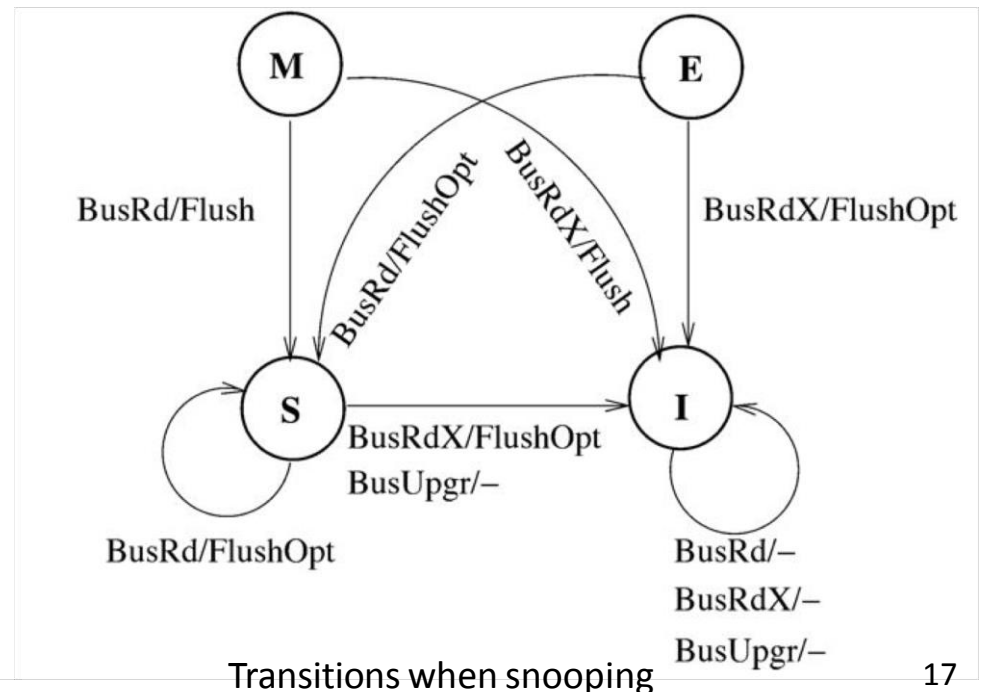 M
E
BusRd/Flush
BusRd/FlushOpt
BusRdX/Flush
BusRdX/FlushOpt
S
I
BusRdX/FlushOpt
BusUpgr/–
BusRd/FlushOpt
BusRd/–
BusRdX/–
BusUpgr/–
Transitions when snooping
17